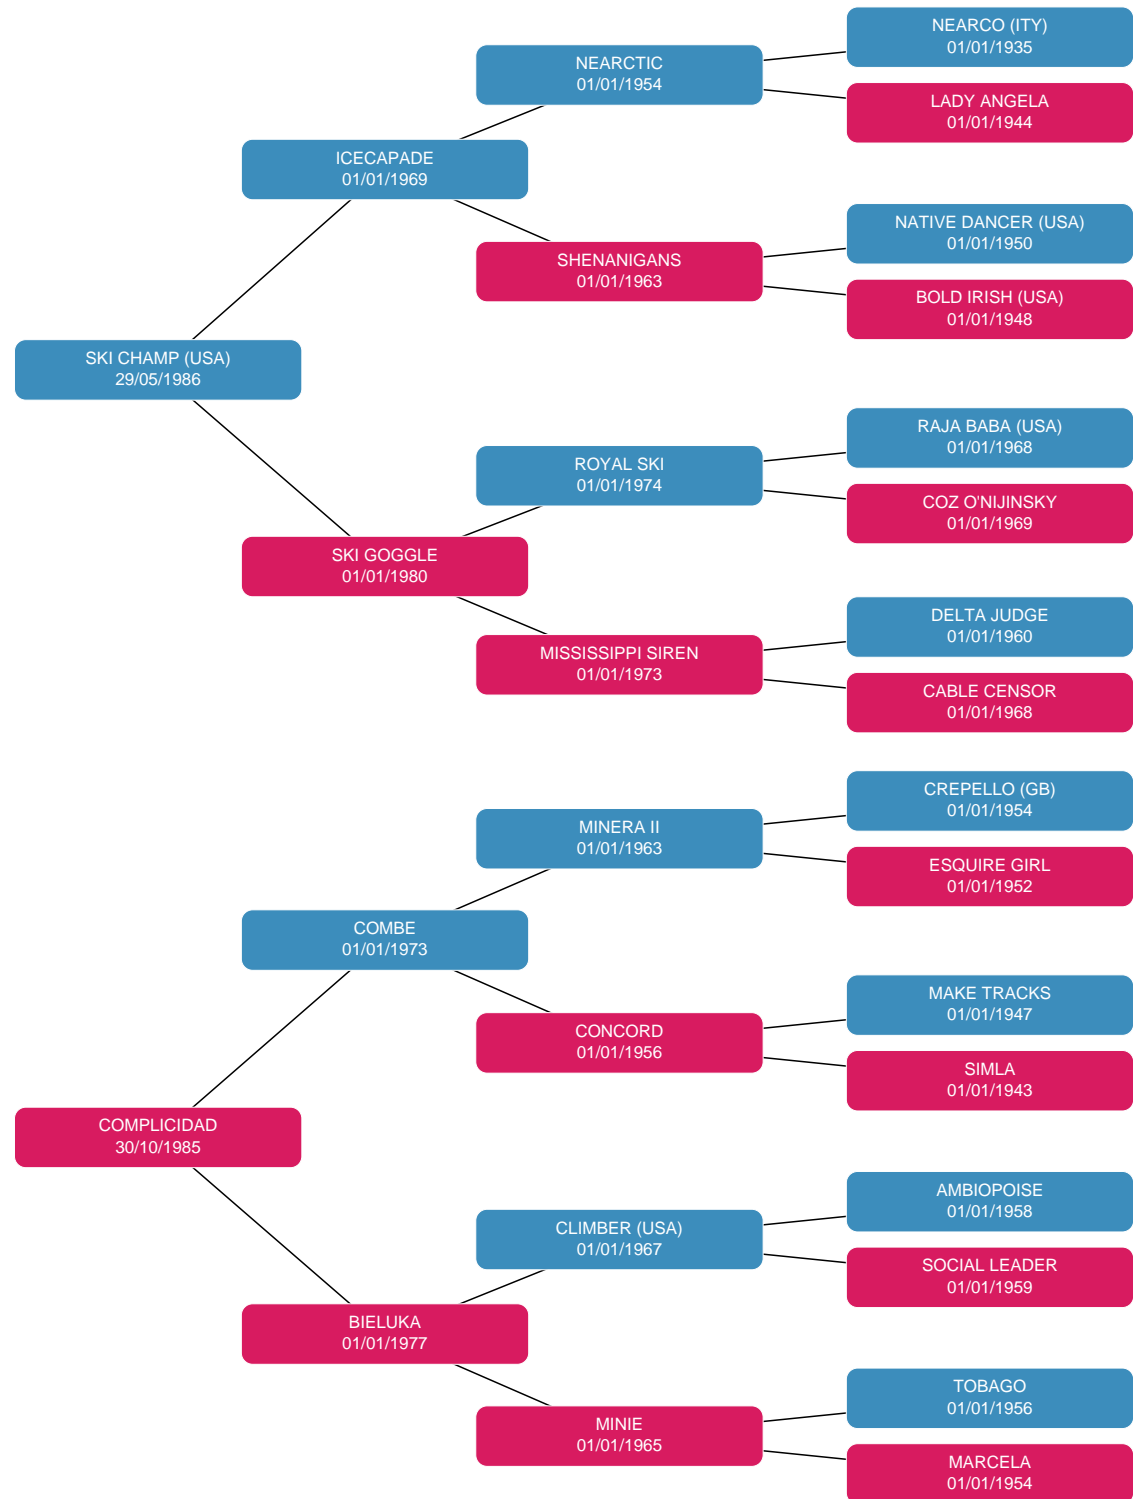 NEARCO (ITY)
01/01/1935
NEARCTIC
01/01/1954
LADY ANGELA
01/01/1944
ICECAPADE
01/01/1969
NATIVE DANCER (USA)
01/01/1950
SHENANIGANS
01/01/1963
BOLD IRISH (USA)
01/01/1948
SKI CHAMP (USA)
29/05/1986
RAJA BABA (USA)
01/01/1968
ROYAL SKI
01/01/1974
COZ O'NIJINSKY
01/01/1969
SKI GOGGLE
01/01/1980
DELTA JUDGE
01/01/1960
MISSISSIPPI SIREN
01/01/1973
CABLE CENSOR
01/01/1968
CREPELLO (GB)
01/01/1954
MINERA II
01/01/1963
ESQUIRE GIRL
01/01/1952
COMBE
01/01/1973
MAKE TRACKS
01/01/1947
CONCORD
01/01/1956
SIMLA
01/01/1943
COMPLICIDAD
30/10/1985
AMBIOPOISE
01/01/1958
CLIMBER (USA)
01/01/1967
SOCIAL LEADER
01/01/1959
BIELUKA
01/01/1977
TOBAGO
01/01/1956
MINIE
01/01/1965
MARCELA
01/01/1954